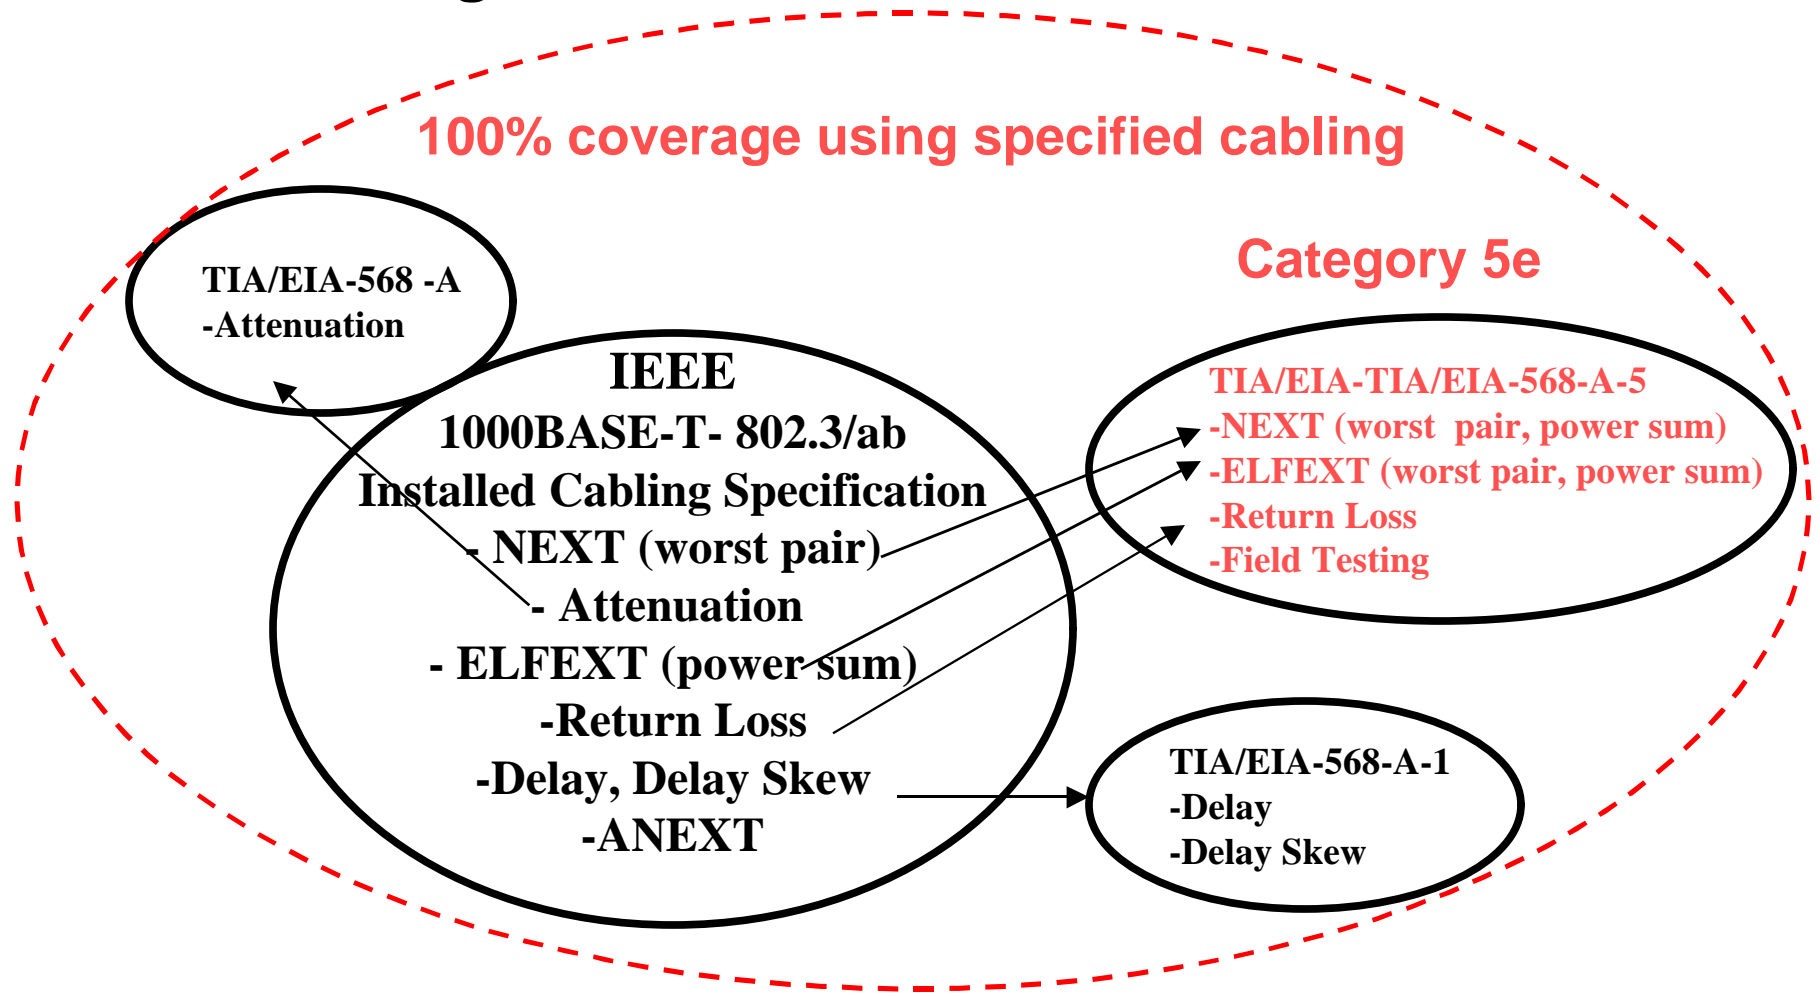 100% coverage using specified cabling
TIA/EIA-568 -A
-Attenuation
Category 5e
IEEE
1000BASE-T- 802.3/ab
Installed Cabling Specification
- NEXT (worst pair)
- Attenuation
- ELFEXT (power sum)
-Return Loss
-Delay, Delay Skew
-ANEXT
TIA/EIA-TIA/EIA-568-A-5
-NEXT (worst  pair, power sum)
-ELFEXT (worst pair, power sum)
-Return Loss
-Field Testing
TIA/EIA-568-A-1
-Delay
-Delay Skew